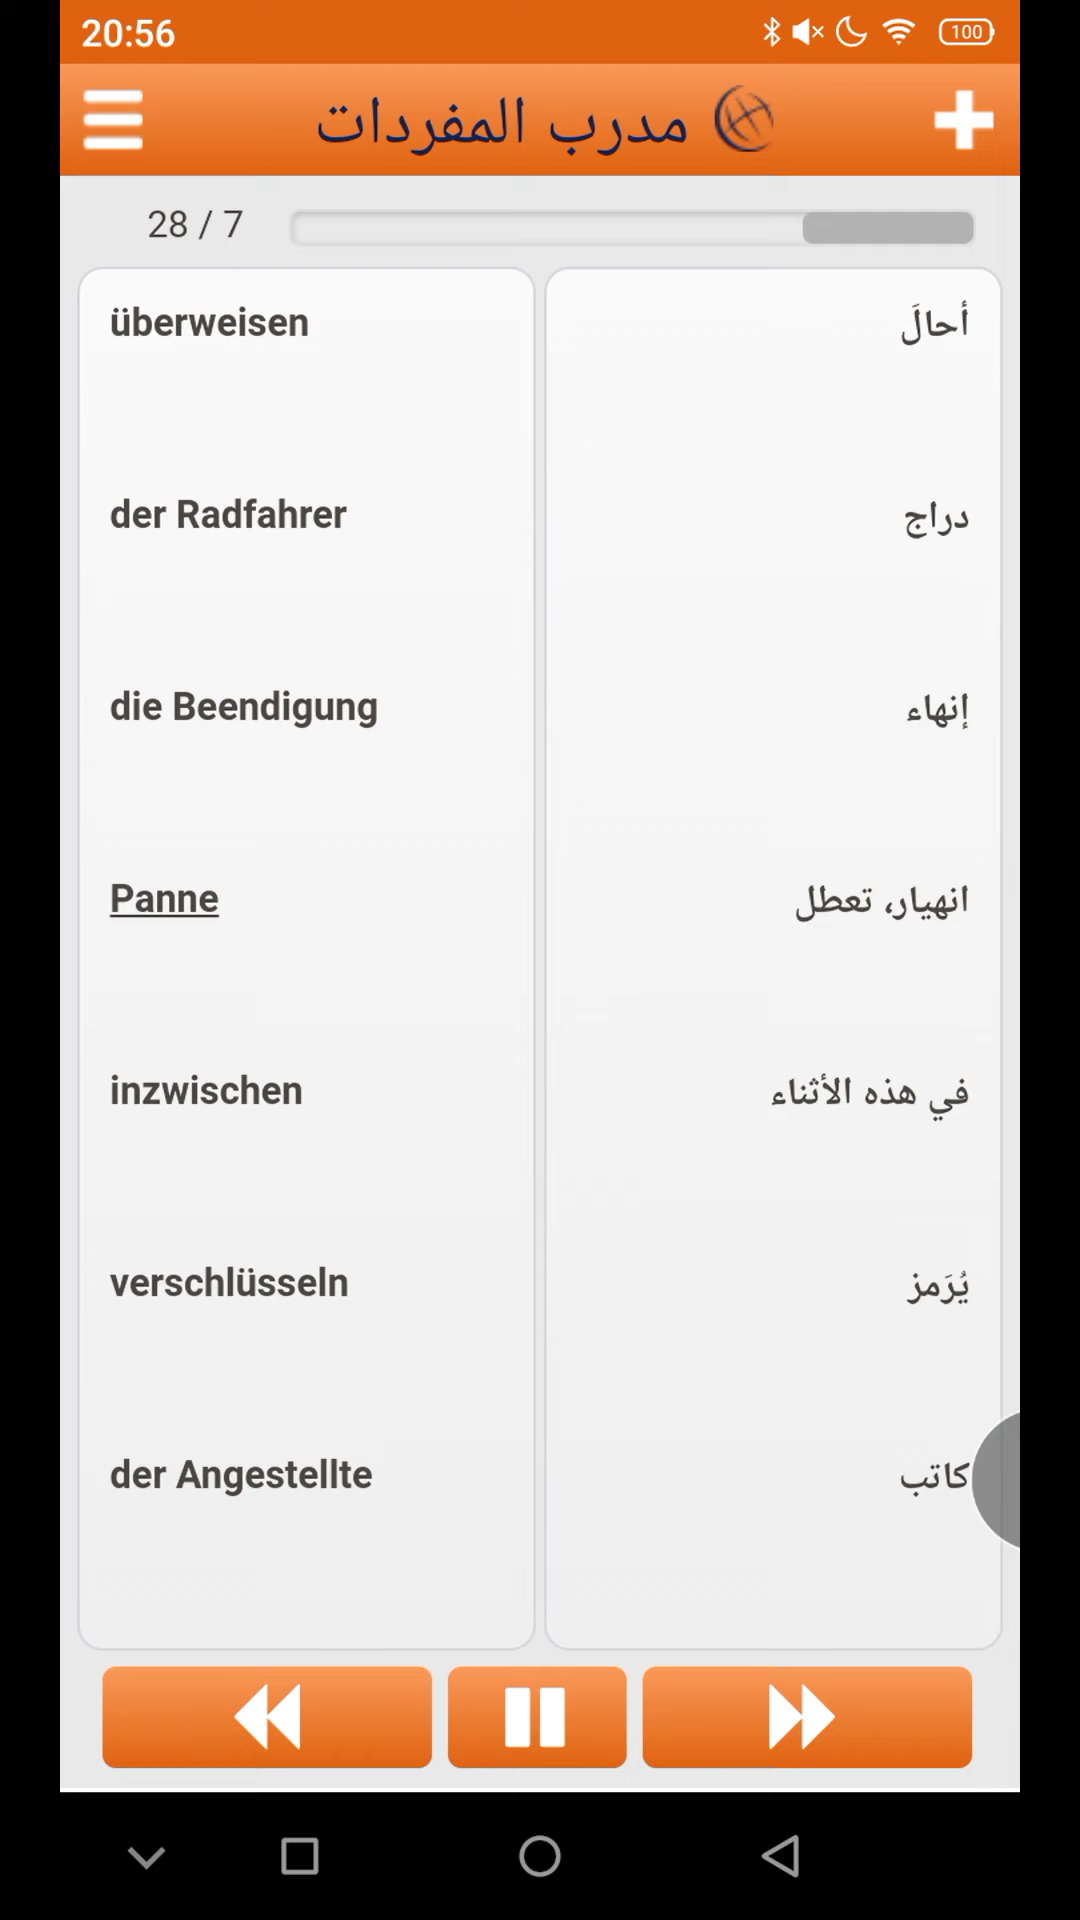 20:56
100
مدرب المفردات
28 / 7
überweisen
أحالَ
der Radfahrer
دراج
die Beendigung
إنهاء
Panne
انهيار، تعطل
inzwischen
في هذه الأثناء
verschlüsseln
يُرَمز
der Angestellte
كاتب